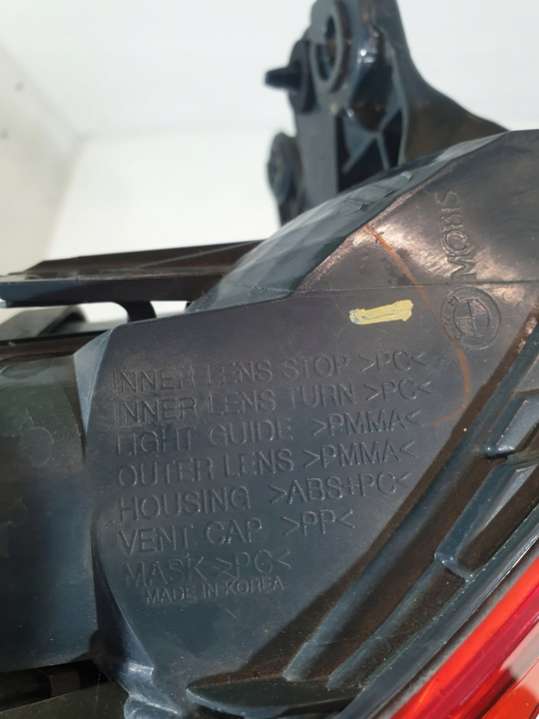 MOBIS
INNER LENS STOP >PC<
INNER LENS TURN >PC<
LIGHT GUIDE >PMMA<
OUTER LENS >PMMA<
HOUSING >ABS+PC<
VENT CAP >PP<
MASK >PC<
MADE IN KOREA